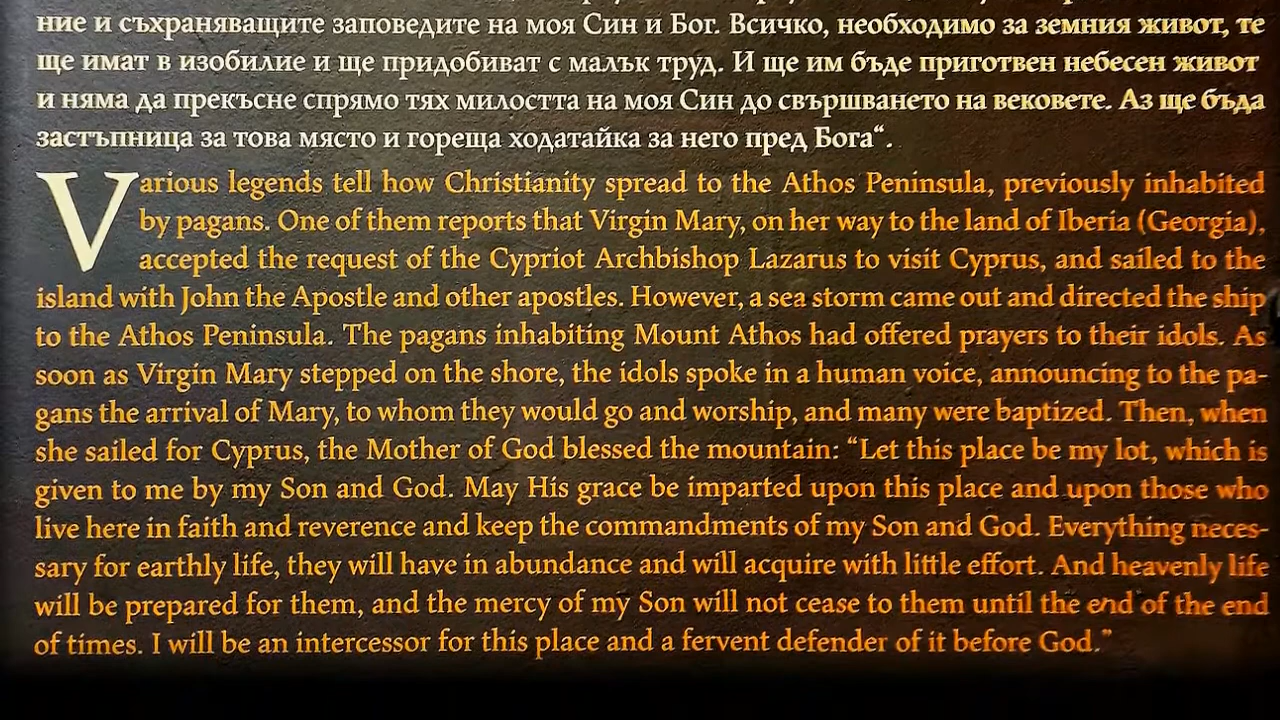 ние и съхраняващите заповедите на моя Син и Бог. Всичко, необходимо за земния живот, те
ще имат в изобилие и ще придобиват с малък труд. И ще им бъде приготвен небесен живот
и няма да прекъсне спрямо тях милостта на моя Син до свършването на вековете. Аз ще бъда
застъпница за това място и гореща ходатайка за него пред Бога“.
Various legends tell how Christianity spread to the Athos Peninsula, previously inhabited
by pagans. One of them reports that Virgin Mary, on her way to the land of Iberia (Georgia),
accepted the request of the Cypriot Archbishop Lazarus to visit Cyprus, and sailed to the
island with John the Apostle and other apostles. However, a sea storm came out and directed the ship
to the Athos Peninsula. The pagans inhabiting Mount Athos had offered prayers to their idols. As
soon as Virgin Mary stepped on the shore, the idols spoke in a human voice, announcing to the pa-
gans the arrival of Mary, to whom they would go and worship, and many were baptized. Then, when
she sailed for Cyprus, the Mother of God blessed the mountain: “Let this place be my lot, which is
given to me by my Son and God. May His grace be imparted upon this place and upon those who
live here in faith and reverence and keep the commandments of my Son and God. Everything neces-
sary for earthly life, they will have in abundance and will acquire with little effort. And heavenly life
will be prepared for them, and the mercy of my Son will not cease to them until the end of the end
of times. I will be an intercessor for this place and a fervent defender of it before God.”